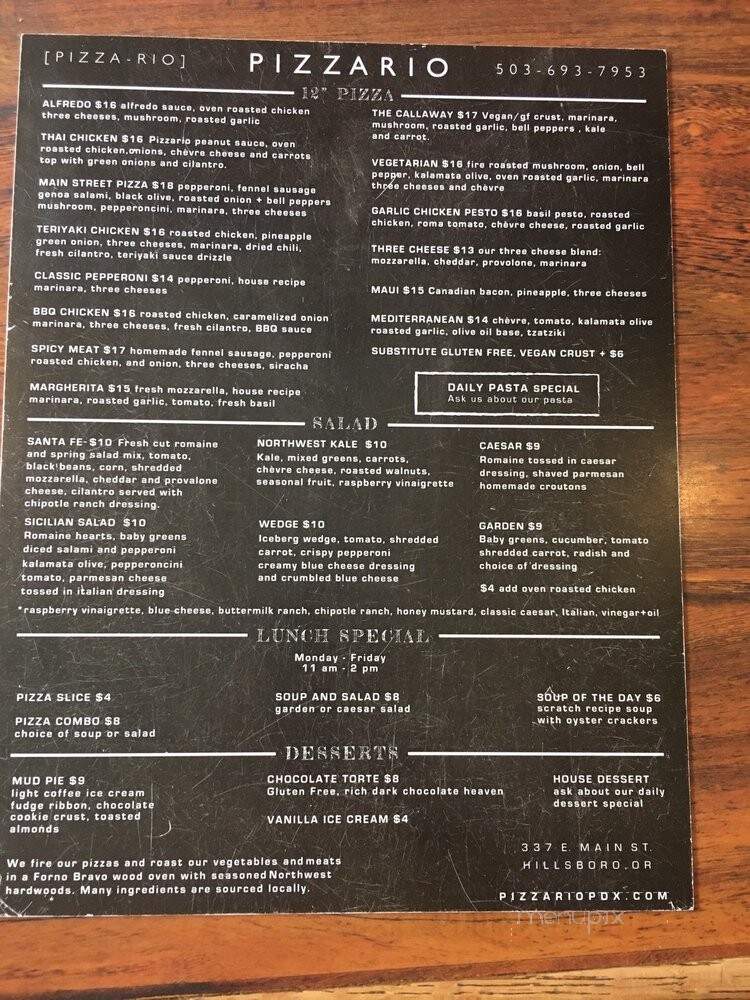 [PIZZA-RIO]
PIZZARIO
503-693-7953
12" PIZZA
ALFREDO $16 alfredo sauce, oven roasted chicken
three cheeses, mushroom, roasted garlic
THAI CHICKEN $16 Pizzario peanut sauce, oven
roasted chicken,onions, chèvre cheese and carrots
top with green onions and cilantro.
MAIN STREET PIZZA $18 pepperoni, fennel sausage
genoa salami, black olive, roasted onion + bell peppers
mushroom, pepperoncini, marinara, three cheeses
TERIYAKI CHICKEN $16 roasted chicken, pineapple
green onion, three cheeses, marinara, dried chili,
fresh cilantro, teriyaki sauce drizzle
CLASSIC PEPPERONI $14 pepperoni, house recipe
marinara, three cheeses
BBQ CHICKEN $16 roasted chicken, caramelized onion
marinara, three cheeses, fresh cilantro, BBQ sauce
SPICY MEAT $17 homemade fennel sausage, pepperoni
roasted chicken, and onion, three cheeses, siracha
MARGHERITA $15 fresh mozzarella, house recipe
marinara, roasted garlic, tomato, fresh basil
THE CALLAWAY $17 Vegan/gf crust, marinara,
mushroom, roasted garlic, bell peppers , kale
and carrot.
VEGETARIAN $16 fire roasted mushroom, onion, bell
pepper, kalamata olive, oven roasted garlic, marinara
three cheeses and chèvre
GARLIC CHICKEN PESTO $16 basil pesto, roasted
chicken, roma tomato, chèvre cheese, roasted garlic
THREE CHEESE $13 our three cheese blend:
mozzarella, cheddar, provolone, marinara
MAUI $15 Canadian bacon, pineapple, three cheeses
MEDITERRANEAN $14 chèvre, tomato, kalamata olive
roasted garlic, olive oil base, tzatziki
SUBSTITUTE GLUTEN FREE, VEGAN CRUST + $6
DAILY PASTA SPECIAL
Ask us about our pasta
SALAD
SANTA FE- $10 Fresh cut romaine
and spring salad mix, tomato,
black beans, corn, shredded
mozzarella, cheddar and provalone
cheese, cilantro served with
chipotle ranch dressing.
NORTHWEST KALE $10
Kale, mixed greens, carrots,
chèvre cheese, roasted walnuts,
seasonal fruit, raspberry vinaigrette
CAESAR $9
Romaine tossed in caesar
dressing, shaved parmesan
homemade croutons
SICILIAN SALAD $10
Romaine hearts, baby greens
diced salami and pepperoni
kalamata olive, pepperoncini
tomato, parmesan cheese
tossed in italian dressing
WEDGE $10
Iceberg wedge, tomato, shredded
carrot, crispy pepperoni
creamy blue cheese dressing
and crumbled blue cheese
GARDEN $9
Baby greens, cucumber, tomato
shredded carrot, radish and
choice of dressing
$4 add oven roasted chicken
*raspberry vinaigrette, blue cheese, buttermilk ranch, chipotle ranch, honey mustard, classic caesar, Italian, vinegar+oil
LUNCH SPECIAL
Monday - Friday
11 am - 2 pm
PIZZA SLICE $4
PIZZA COMBO $8
choice of soup or salad
SOUP AND SALAD $8
garden or caesar salad
SOUP OF THE DAY $6
scratch recipe soup
with oyster crackers
DESSERTS
MUD PIE $9
light coffee ice cream
fudge ribbon, chocolate
cookie crust, toasted
almonds
CHOCOLATE TORTE $8
Gluten Free, rich dark chocolate heaven
VANILLA ICE CREAM $4
HOUSE DESSERT
ask about our daily
dessert special
We fire our pizzas and roast our vegetables and meats
in a Forno Bravo wood oven with seasoned Northwest
hardwoods. Many ingredients are sourced locally.
337 E. MAIN ST.
HILLSBORO,OR
PIZZARIOPDX.COM
menupix